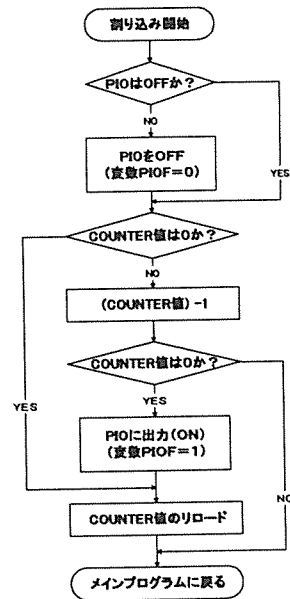 割り込み開始
PIOはOFFか？
NO
YES
PIOをOFF
(変数PIOF=0)
COUNTER値は0か？
NO
(COUNTER値)-1
COUNTER値は0か？
YES
YES
PIOに出力(ON)
(変数PIOF=1)
NO
COUNTER値のリロード
メインプログラムに戻る